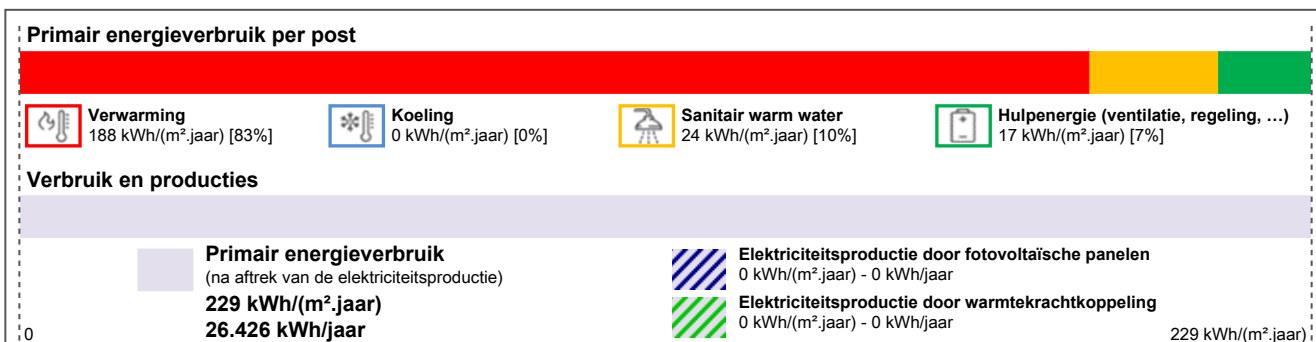 Primair energieverbruik per post
Verwarming
188 kWh/(m².jaar) [83%]
Koeling
0 kWh/(m².jaar) [0%]
Sanitair warm water
24 kWh/(m².jaar) [10%]
Hulpenergie (ventilatie, regeling, …)
17 kWh/(m².jaar) [7%]
Verbruik en producties
Primair energieverbruik
(na aftrek van de elektriciteitsproductie)
229 kWh/(m².jaar)
26.426 kWh/jaar
Elektriciteitsproductie door fotovoltaïsche panelen
0 kWh/(m².jaar) - 0 kWh/jaar
Elektriciteitsproductie door warmtekrachtkoppeling
0 kWh/(m².jaar) - 0 kWh/jaar
0
229 kWh/(m².jaar)